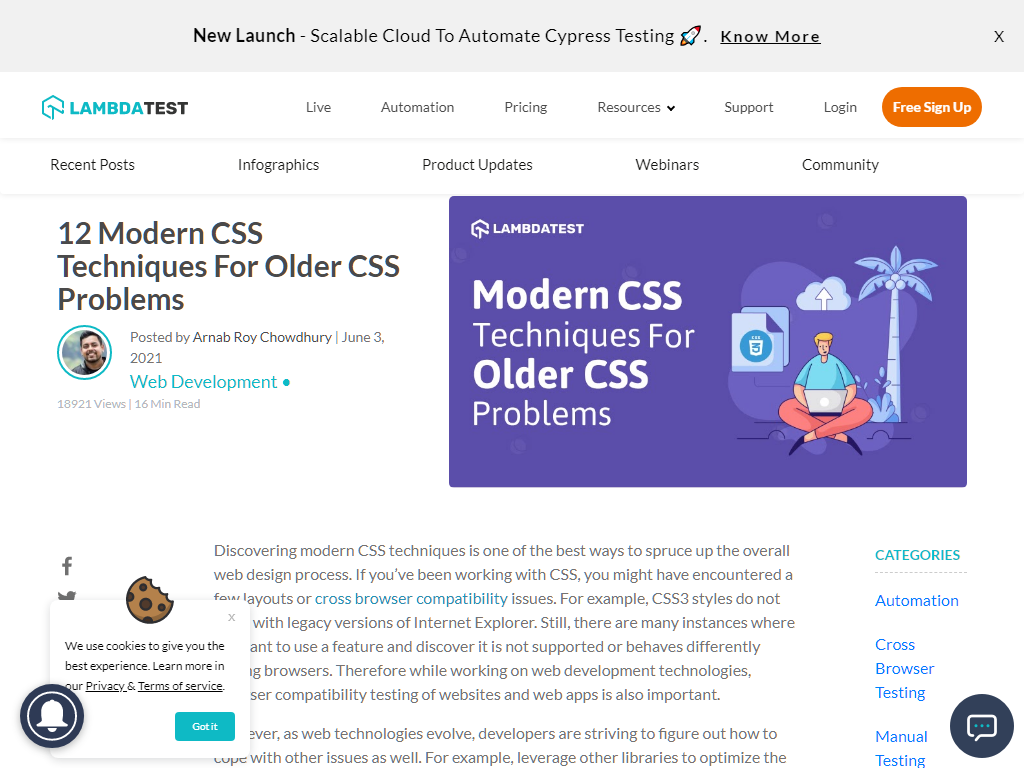 New Launch - Scalable Cloud To Automate Cypress Testing 🚀. Know More
X
LAMBDATEST
Live
Automation
Pricing
Resources
Support
Login
Free Sign Up
Recent Posts
Infographics
Product Updates
Webinars
Community
12 Modern CSS
Techniques For Older CSS
Problems
Posted by Arnab Roy Chowdhury | June 3,
2021
Web Development •
18921 Views | 16 Min Read
LAMBDATEST
Modern CSS
Techniques For
Older CSS
Problems
Discovering modern CSS techniques is one of the best ways to spruce up the overall
web design process. If you’ve been working with CSS, you might have encountered a
few layouts or cross browser compatibility issues. For example, CSS3 styles do not
with legacy versions of Internet Explorer. Still, there are many instances where
want to use a feature and discover it is not supported or behaves differently
browsers. Therefore while working on web development technologies,
compatibility testing of websites and web apps is also important.
as web technologies evolve, developers are striving to figure out how to
cope with other issues as well. For example, leverage other libraries to optimize the
CATEGORIES
Automation
Cross
Browser
Testing
Manual
Testing
x
We use cookies to give you the
best experience. Learn more in
our Privacy & Terms of service.
Got it